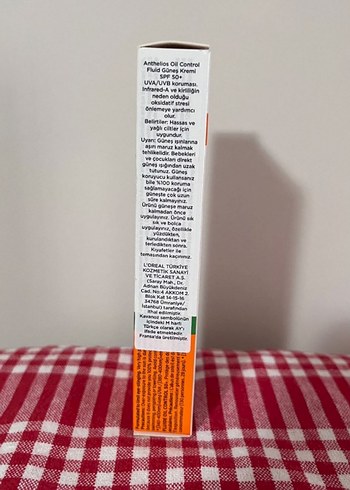 Anthelios Oil Control
Fluid Güneş Kremi
SPF 50+
UVA/UVB koruması.
Infrared-A ve kirliliğin
neden olduğu
oksidatif stresi
önlemeye yardımcı
olur.
Belirtiler: Hassas ve
yağlı ciltler için
uygundur.
Uyarı: Güneş ışınlarına
aşırı maruz kalmak
tehlikelidir. Bebekleri
ve çocukları direkt
güneş ışığından uzak
tutunuz. Güneş
koruyucu kullansanız
bile %100 koruma
sağlamayacağı için
güneşte çok uzun
süre kalmayınız.
Ürünü güneşe maruz
kalmadan önce
uygulayınız. Ürünü sık
sık ve bolca
uygulayınız, özellikle
yüzdükten,
kurulandıktan ve
terledikten sonra.
Kıyafetler ile
temasından kaçınınız.
L'OREAL TÜRKİYE
KOZMETİK SANAYİ
VE TİCARET A.Ş.
(Saray Mah., Dr.
Adnan Büyükdeniz
Cad. No:4 AKKOM 2.
Blok Kat 14-15-16
34768 Ümraniye/
İstanbul) tarafından
ithal edilmiştir.
Kavanoz sembolünün
içindeki M harfi
Türkçe olarak AY'ı
ifade etmektedir.
Fransa'da üretilmiştir.